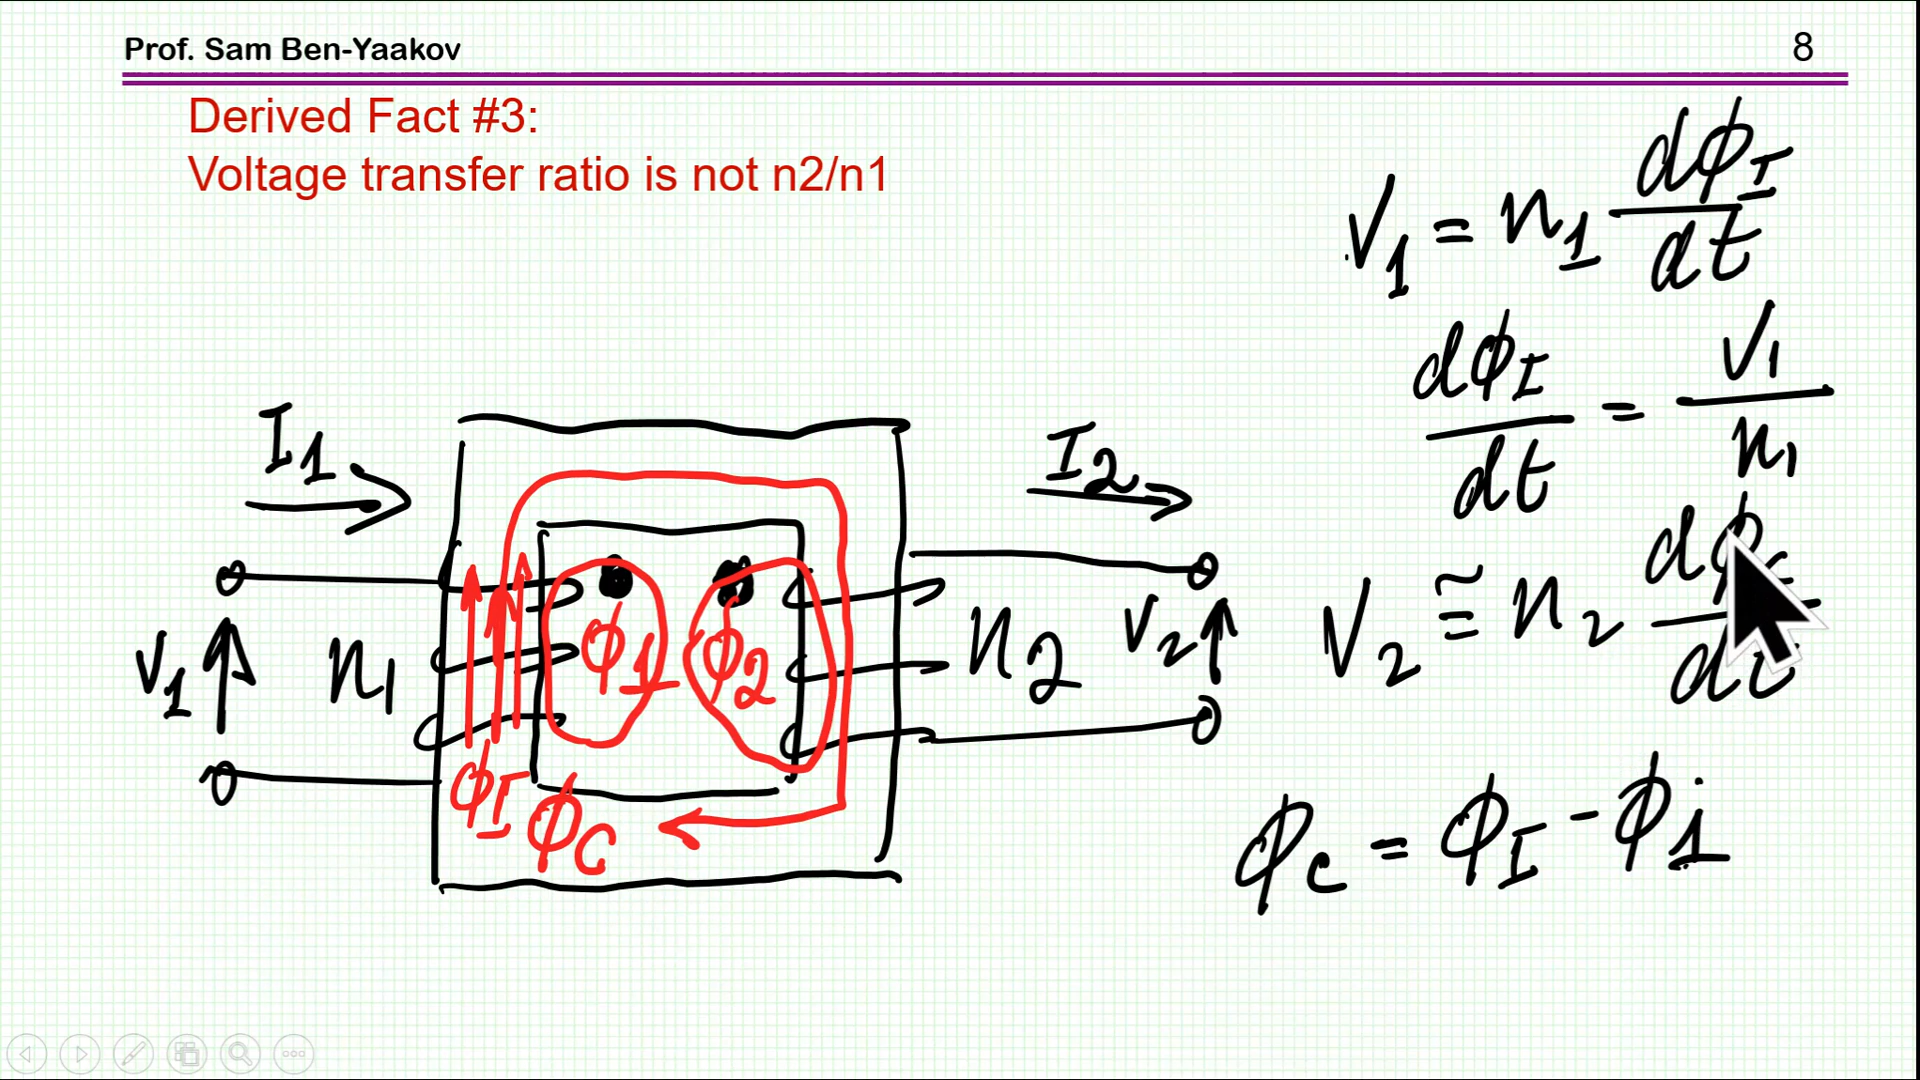 Prof. Sam Ben-Yaakov 8
Derived Fact #3:
Voltage transfer ratio is not n2/n1
V1 = n1 dϕI/dt
dϕI/dt = V1/n1
V2 ≅ n2 dϕc/dt
ϕc = ϕI - ϕ1
I1
I2
V1
n1
ϕ1
ϕ2
n2
V2
ϕI
ϕC